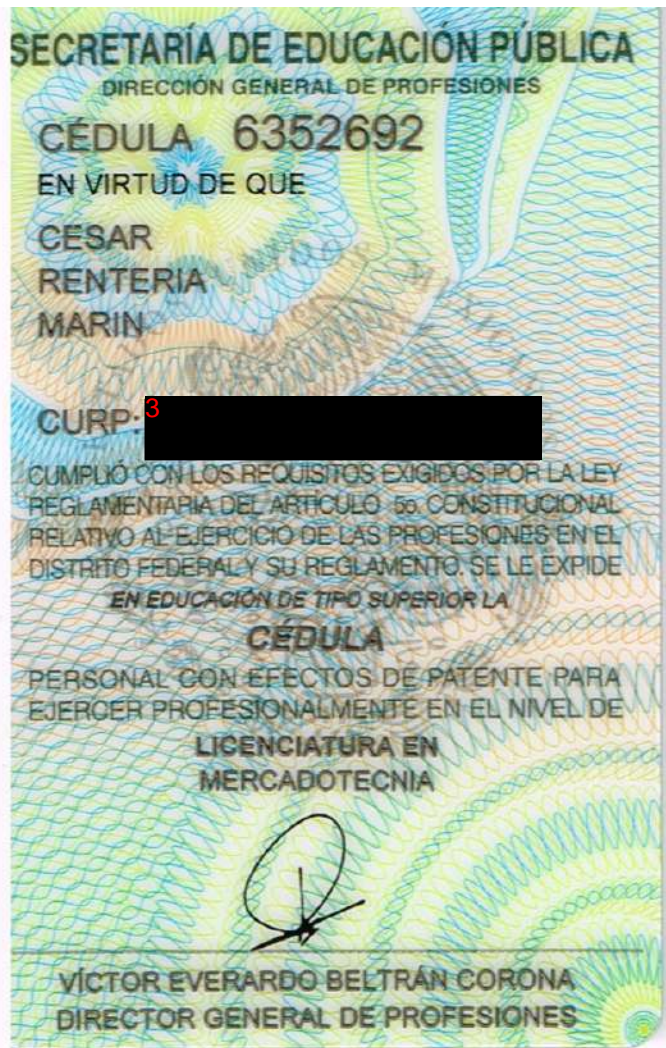 SECRETARÍA DE EDUCACIÓN PÚBLICA
DIRECCIÓN GENERAL DE PROFESIONES
CÉDULA 6352692
EN VIRTUD DE QUE
CESAR
RENTERIA
MARIN
CURP: 3
CUMPLIÓ CON LOS REQUISITOS EXIGIDOS POR LA LEY
REGLAMENTARIA DEL ARTÍCULO 5o. CONSTITUCIONAL
RELATIVO AL EJERCICIO DE LAS PROFESIONES EN EL
DISTRITO FEDERAL Y SU REGLAMENTO, SE LE EXPIDE
EN EDUCACIÓN DE TIPO SUPERIOR LA
CÉDULA
PERSONAL CON EFECTOS DE PATENTE PARA
EJERCER PROFESIONALMENTE EN EL NIVEL DE
LICENCIATURA EN
MERCADOTECNIA
VÍCTOR EVERARDO BELTRÁN CORONA
DIRECTOR GENERAL DE PROFESIONES